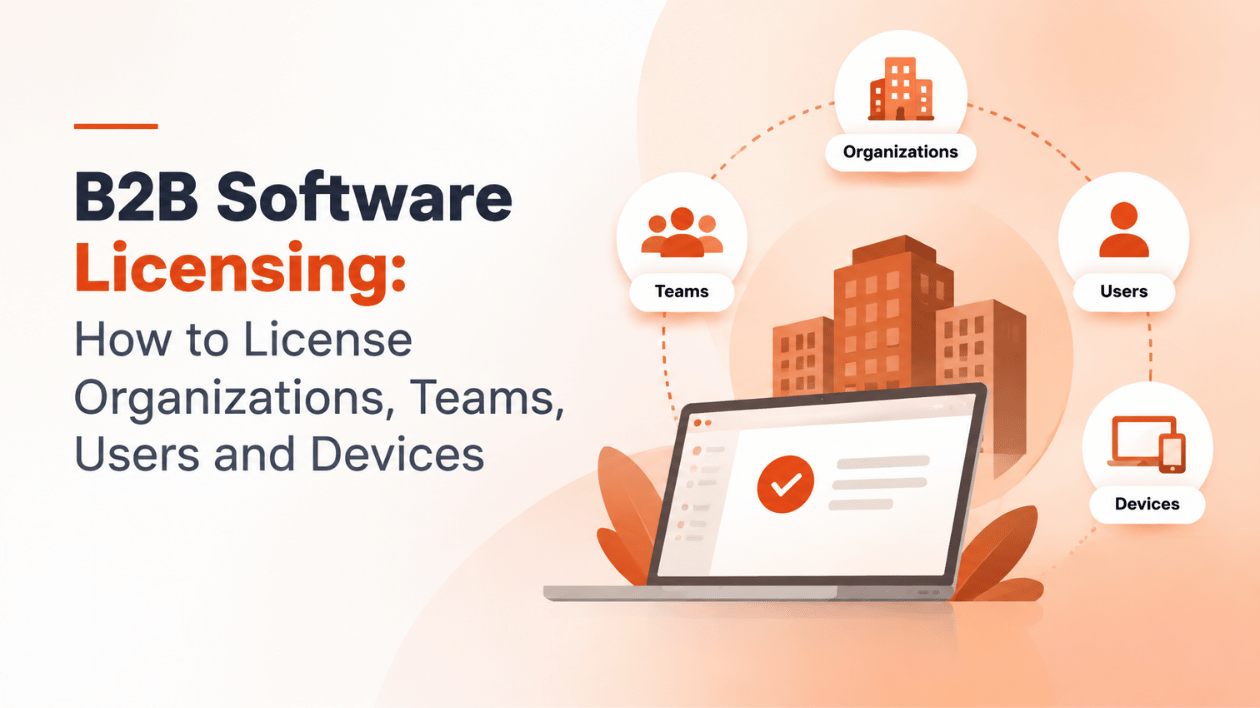 B2B Software
Licensing:
How to License
Organizations, Teams,
Users and Devices
Organizations
Teams
Users
Devices